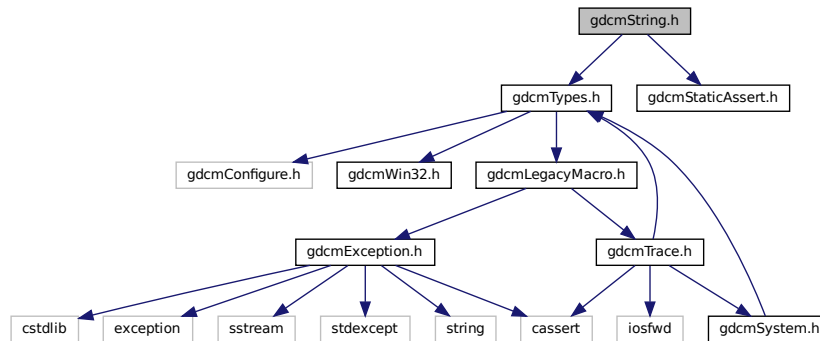 gdcmString.h
gdcmTypes.h
gdcmStaticAssert.h
gdcmConfigure.h
gdcmWin32.h
gdcmLegacyMacro.h
gdcmException.h
gdcmTrace.h
cstdlib
exception
sstream
stdexcept
string
cassert
iosfwd
gdcmSystem.h